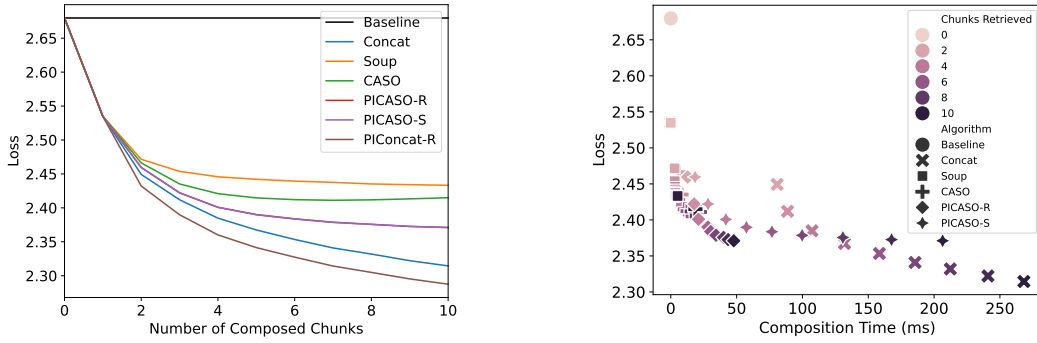 Baseline
Concat
Soup
CASO
PICASO-R
PICASO-S
PIConcat-R
2.65
2.60
2.55
2.50
2.45
2.40
2.35
2.30
Loss
0 2 4 6 8 10
Number of Composed Chunks
Chunks Retrieved
0
2
4
6
8
10
Algorithm
Baseline
Concat
Soup
CASO
PICASO-R
PICASO-S
2.65
2.60
2.55
2.50
2.45
2.40
2.35
2.30
Loss
0 50 100 150 200 250
Composition Time (ms)